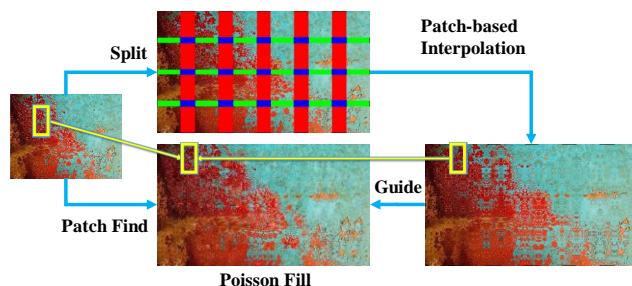 Split
Patch-based
Interpolation
Guide
Patch Find
Poisson Fill